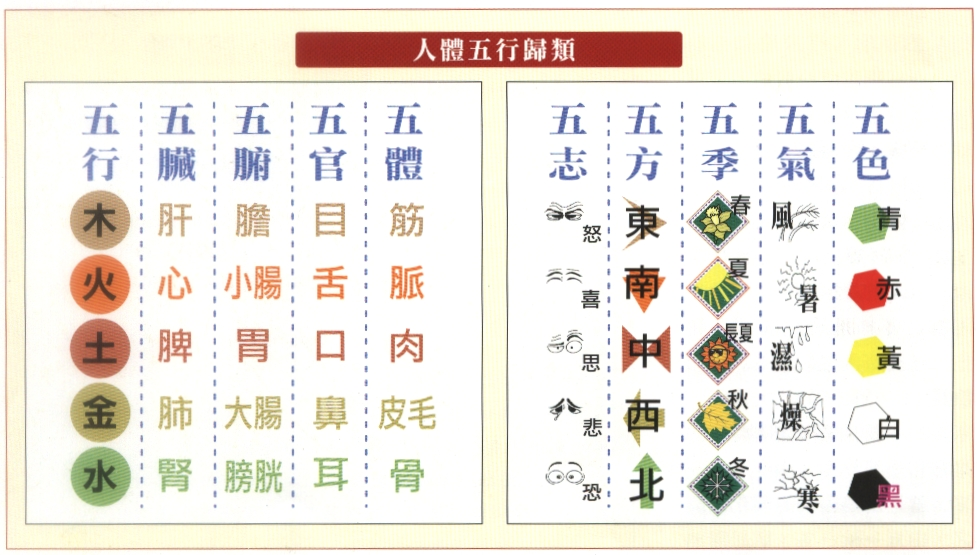 人體五行歸類
五行 五臟 五腑 五官 五體
木 肝 膽 目 筋
火 心 小腸 舌 脈
土 脾 胃 口 肉
金 肺 大腸 鼻 皮毛
水 腎 膀胱 耳 骨
五志 五方 五季 五氣 五色
怒 東 春 風 青
喜 南 夏 暑 赤
思 中 長夏 濕 黃
悲 西 秋 燥 白
恐 北 冬 寒 黑